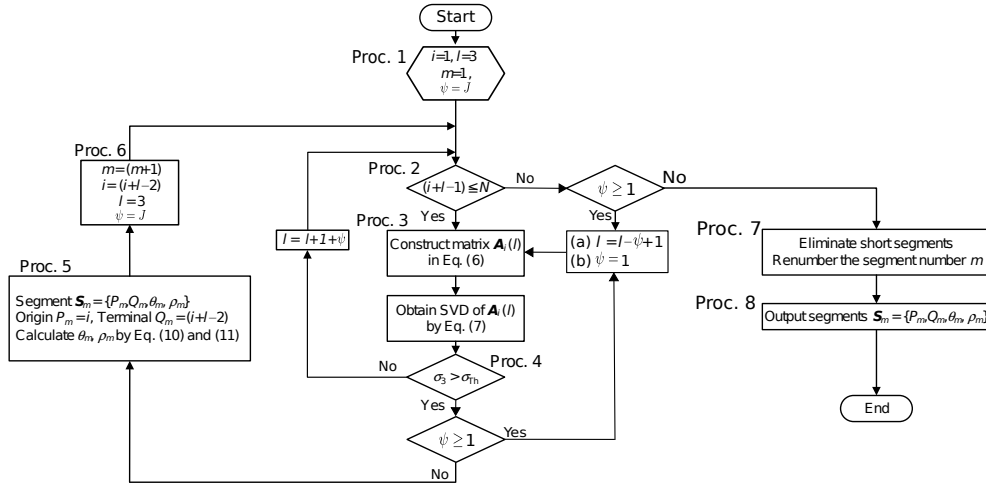 Start
Proc. 1
i=1, l=3
m=1,
ψ = J
Proc. 6
m=(m+1)
i=(i+l−2)
l =3
ψ = J
Proc. 2
(i+l−1) ≦ N
No
ψ ≥ 1
No
Yes
Yes
l = l+1+ψ
Proc. 3
Construct matrix A_i(l)
in Eq. (6)
(a) l =l−ψ+1
(b) ψ = 1
Proc. 7
Eliminate short segments
Renumber the segment number m
Proc. 5
Segment S_m={P_m,Q_m,θ_m, ρ_m}
Origin P_m=i, Terminal Q_m=(i+l−2)
Calculate θ_m, ρ_m by Eq. (10) and (11)
Obtain SVD of A_i(l)
by Eq. (7)
Proc. 8
Output segments S_m={P_m,Q_m,θ_m, ρ_m}
Proc. 4
No
σ_3 > σ_Th
Yes
ψ ≥ 1
Yes
No
End